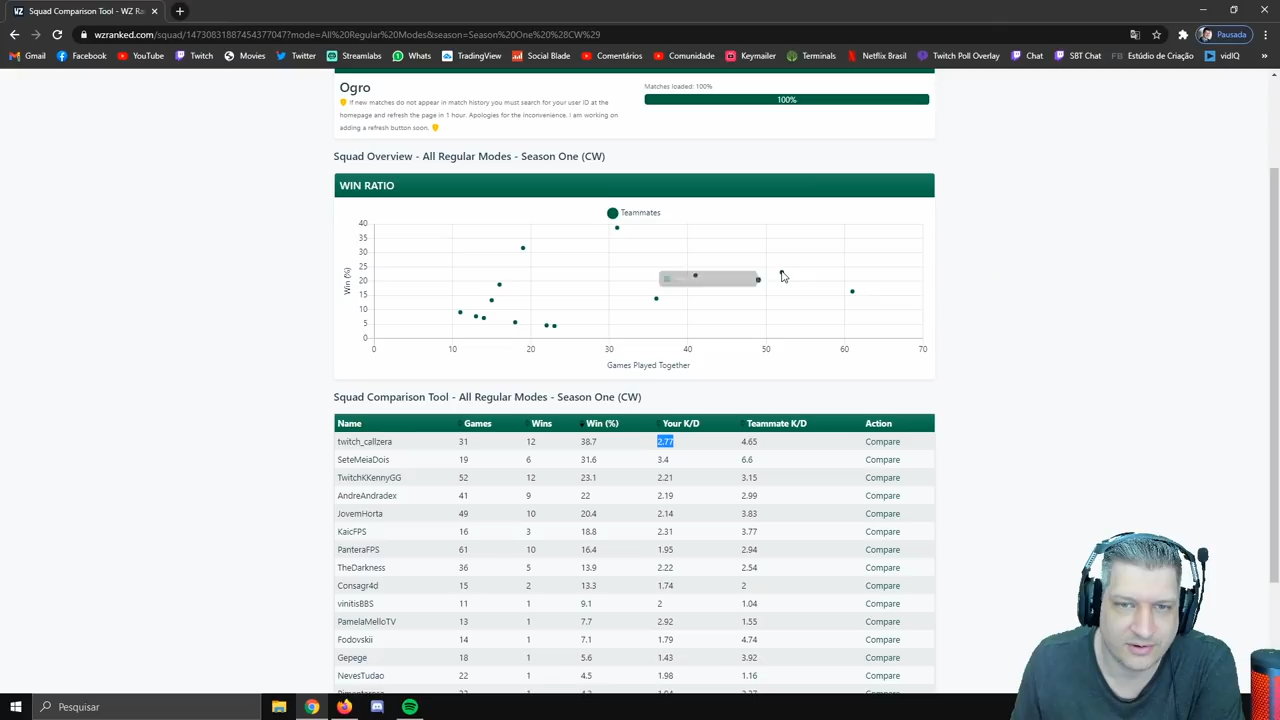 Squad Comparison Tool - WZ Ra
wzranked.com/squad/14730831887454377047?mode=All%20Regular%20Modes&season=Season%20One%20%28CW%29
Pausada
Gmail Facebook YouTube Twitch Movies Twitter Streamlabs Whats TradingView Social Blade Comentários Comunidade Keymailer Terminals Netflix Brasil Twitch Poll Overlay Chat SBT Chat Estúdio de Criação vidIQ
Ogro
If new matches do not appear in match history you must search for your user ID at the
homepage and refresh the page in 1 hour. Apologies for the inconvenience, I am working on
adding a refresh button soon.
Matches loaded: 100%
100%
Squad Overview - All Regular Modes - Season One (CW)
WIN RATIO
Teammates
40
35
30
25
20
15
10
5
0
Win (%)
0 10 20 30 40 50 60 70
Games Played Together
Squad Comparison Tool - All Regular Modes - Season One (CW)
Name Games Wins Win (%) Your K/D Teammate K/D Action
twitch_callzera 31 12 38.7 2.77 4.65 Compare
SeteMeiaDois 19 6 31.6 3.4 6.6 Compare
TwitchKKennyGG 52 12 23.1 2.21 3.15 Compare
AndreAndradex 41 9 22 2.19 2.99 Compare
JovemHorta 49 10 20.4 2.14 3.83 Compare
KaicFPS 16 3 18.8 2.31 3.77 Compare
PanteraFPS 61 10 16.4 1.95 2.94 Compare
TheDarkness 36 5 13.9 2.22 2.54 Compare
Consagr4d 15 2 13.3 1.74 2 Compare
vinitisBBS 11 1 9.1 2 1.04 Compare
PamelaMelloTV 13 1 7.7 2.92 1.55 Compare
Fodovskii 14 1 7.1 1.79 4.74 Compare
Gepege 18 1 5.6 1.43 3.92 Compare
NevesTudao 22 1 4.5 1.98 1.16 Compare
Pesquisar